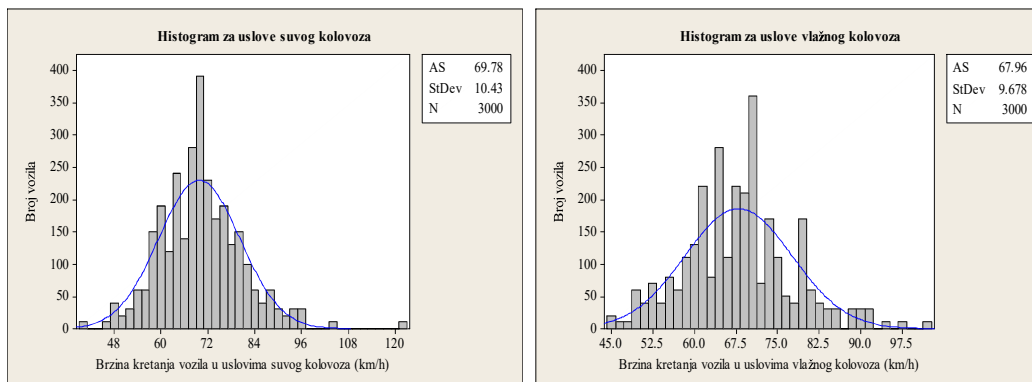 Histogram za uslove suvog kolovoza
AS 69.78
StDev 10.43
N 3000
400
350
300
250
200
150
100
50
0
Broj vozila
48 60 72 84 96 108 120
Brzina kretanja vozila u uslovima suvog kolovoza (km/h)
Histogram za uslove vlažnog kolovoza
AS 67.96
StDev 9.678
N 3000
400
350
300
250
200
150
100
50
0
Broj vozila
45.0 52.5 60.0 67.5 75.0 82.5 90.0 97.5
Brzina kretanja vozila u uslovima vlažnog kolovoza (km/h)